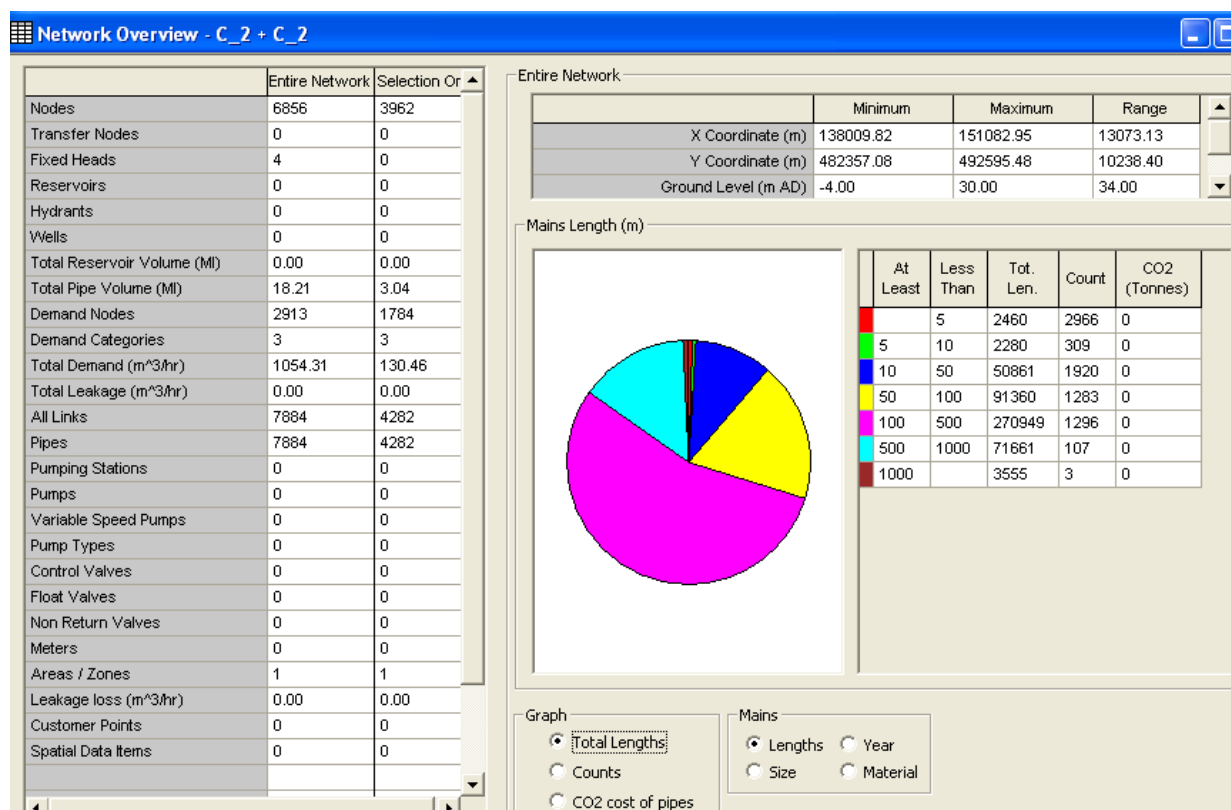 Network Overview - C_2 + C_2
Entire Network Selection Or
Nodes 6856 3962
Transfer Nodes 0 0
Fixed Heads 4 0
Reservoirs 0 0
Hydrants 0 0
Wells 0 0
Total Reservoir Volume (Ml) 0.00 0.00
Total Pipe Volume (Ml) 18.21 3.04
Demand Nodes 2913 1784
Demand Categories 3 3
Total Demand (m^3/hr) 1054.31 130.46
Total Leakage (m^3/hr) 0.00 0.00
All Links 7884 4282
Pipes 7884 4282
Pumping Stations 0 0
Pumps 0 0
Variable Speed Pumps 0 0
Pump Types 0 0
Control Valves 0 0
Float Valves 0 0
Non Return Valves 0 0
Meters 0 0
Areas / Zones 1 1
Leakage loss (m^3/hr) 0.00 0.00
Customer Points 0 0
Spatial Data Items 0 0
Entire Network
Minimum Maximum Range
X Coordinate (m) 138009.82 151082.95 13073.13
Y Coordinate (m) 482357.08 492595.48 10238.40
Ground Level (m AD) -4.00 30.00 34.00
Mains Length (m)
At Least Less Than Tot. Len. Count CO2 (Tonnes)
5 2460 2966 0
5 10 2280 309 0
10 50 50861 1920 0
50 100 91360 1283 0
100 500 270949 1296 0
500 1000 71661 107 0
1000 3555 3 0
Graph
Total Lengths
Counts
CO2 cost of pipes
Mains
Lengths Year
Size Material